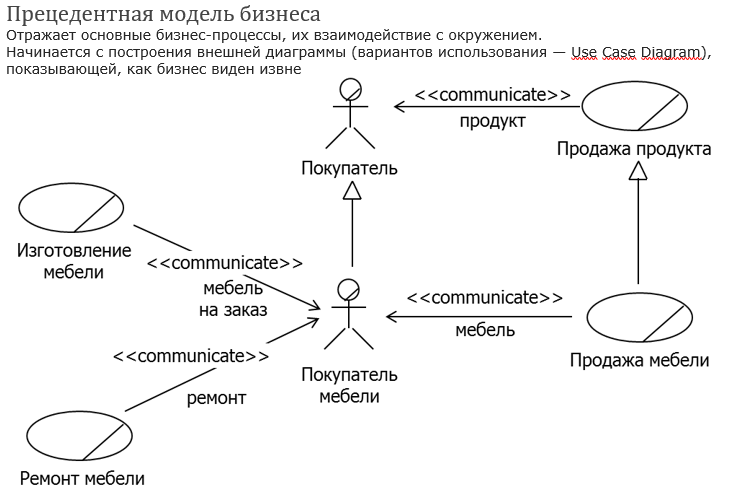 Прецедентная модель бизнеса
Отражает основные бизнес-процессы, их взаимодействие с окружением.
Начинается с построения внешней диаграммы (вариантов использования — Use Case Diagram),
показывающей, как бизнес виден извне
<<communicate>>
продукт
Продажа продукта
Покупатель
Изготовление
мебели
<<communicate>>
мебель
на заказ
<<communicate>>
мебель
Продажа мебели
<<communicate>>
ремонт
Покупатель
мебели
Ремонт мебели